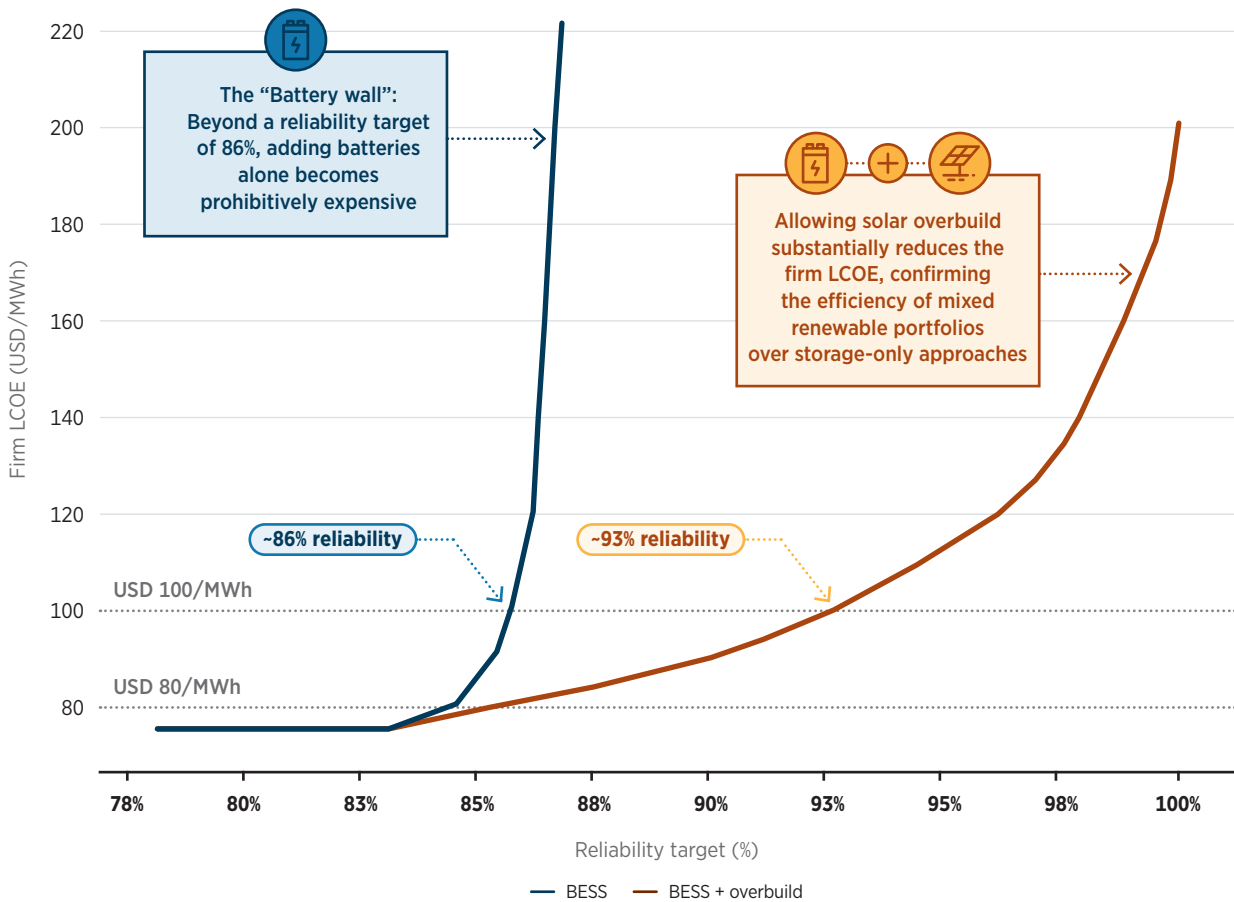 Firm LCOE (USD/MWh)
220
200
180
160
140
120
100
80
The “Battery wall”:
Beyond a reliability target
of 86%, adding batteries
alone becomes
prohibitively expensive
Allowing solar overbuild
substantially reduces the
firm LCOE, confirming
the efficiency of mixed
renewable portfolios
over storage-only approaches
~86% reliability
~93% reliability
USD 100/MWh
USD 80/MWh
78% 80% 83% 85% 88% 90% 93% 95% 98% 100%
Reliability target (%)
BESS BESS + overbuild